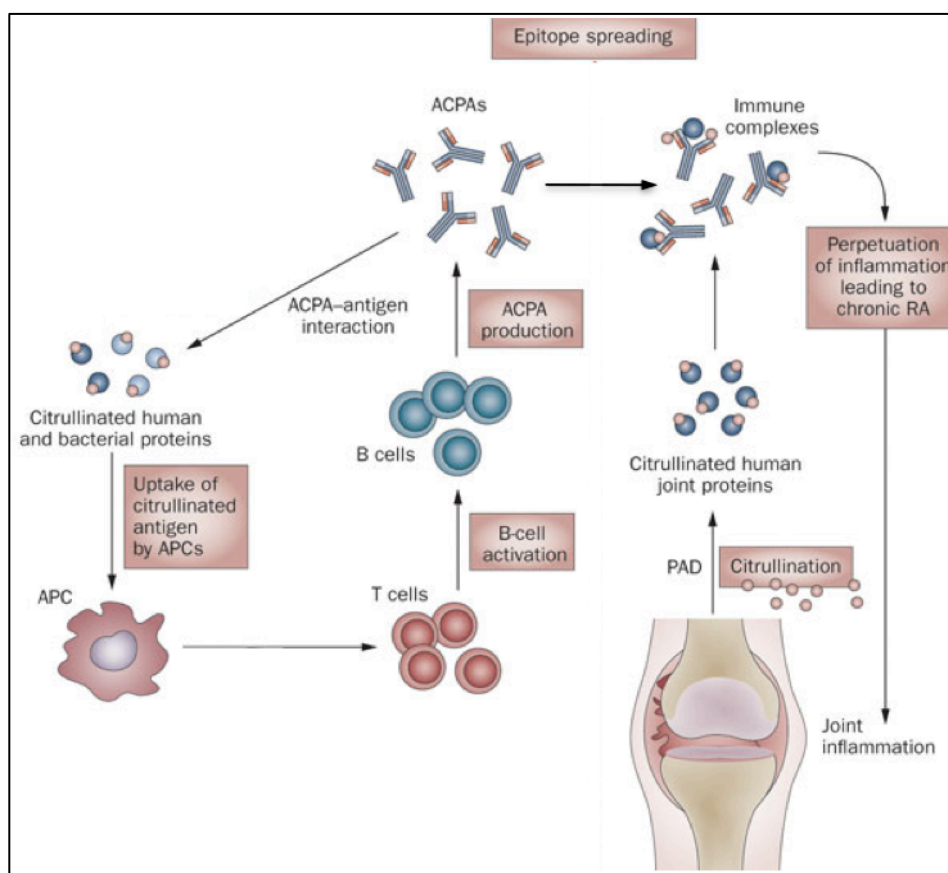 Epitope spreading
ACPAs
Immune
complexes
Perpetuation
of inflammation
leading to
chronic RA
ACPA–antigen
interaction
ACPA
production
Citrullinated human
and bacterial proteins
B cells
Citrullinated human
joint proteins
Uptake of
citrullinated
antigen
by APCs
B-cell
activation
PAD
Citrullination
APC
T cells
Joint
inflammation